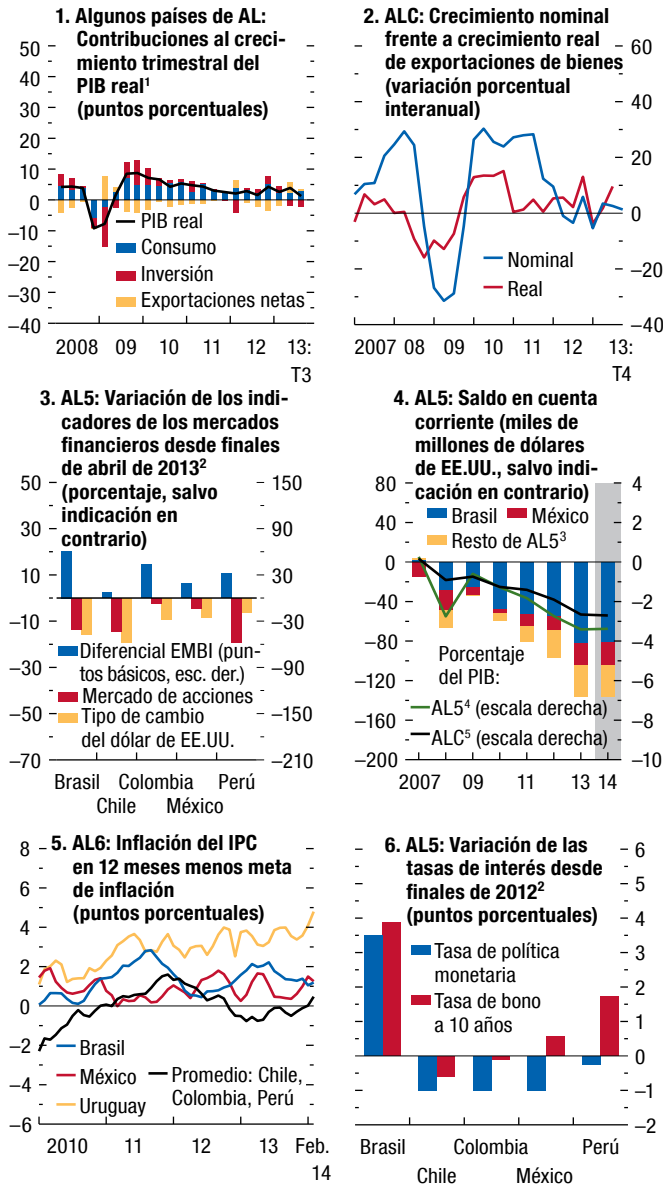 1. Algunos países de AL:
Contribuciones al creci-
miento trimestral del
PIB real1
(puntos porcentuales)
50
40
30
20
10
0
–10
–20
–30
–40
PIB real
Consumo
Inversión
Exportaciones netas
2008 09 10 11 12 13:
T3
2. ALC: Crecimiento nominal
frente a crecimiento real
de exportaciones de bienes
(variación porcentual
interanual)
60
40
20
0
–20
–40
Nominal
Real
2007 08 09 10 11 12 13:
T4
3. AL5: Variación de los indi-
cadores de los mercados
financieros desde finales
de abril de 2013²
(porcentaje, salvo
indicación en
contrario)
50
30
10
–10
–30
–50
–70
150
90
30
–30
–90
–150
–210
Diferencial EMBI (pun-
tos básicos, esc. der.)
Mercado de acciones
Tipo de cambio
del dólar de EE.UU.
Brasil Colombia Perú
Chile México
4. AL5: Saldo en cuenta
corriente (miles de
millones de dólares
de EE.UU., salvo indi-
cación en contrario)
80
40
0
–40
–80
–120
–160
–200
4
2
0
–2
–4
–6
–8
–10
Brasil México
Resto de AL5³
Porcentaje
del PIB:
AL5⁴ (escala derecha)
ALC⁵ (escala derecha)
2007 09 11 13 14
5. AL6: Inflación del IPC
en 12 meses menos meta
de inflación
(puntos porcentuales)
8
6
4
2
0
–2
–4
–6
Brasil
México
Uruguay
Promedio: Chile,
Colombia, Perú
2010 11 12 13 Feb.
14
6. AL5: Variación de las
tasas de interés desde
finales de 2012²
(puntos porcentuales)
6
5
4
3
2
1
0
–1
–2
Tasa de política
monetaria
Tasa de bono
a 10 años
Brasil Colombia Perú
Chile México